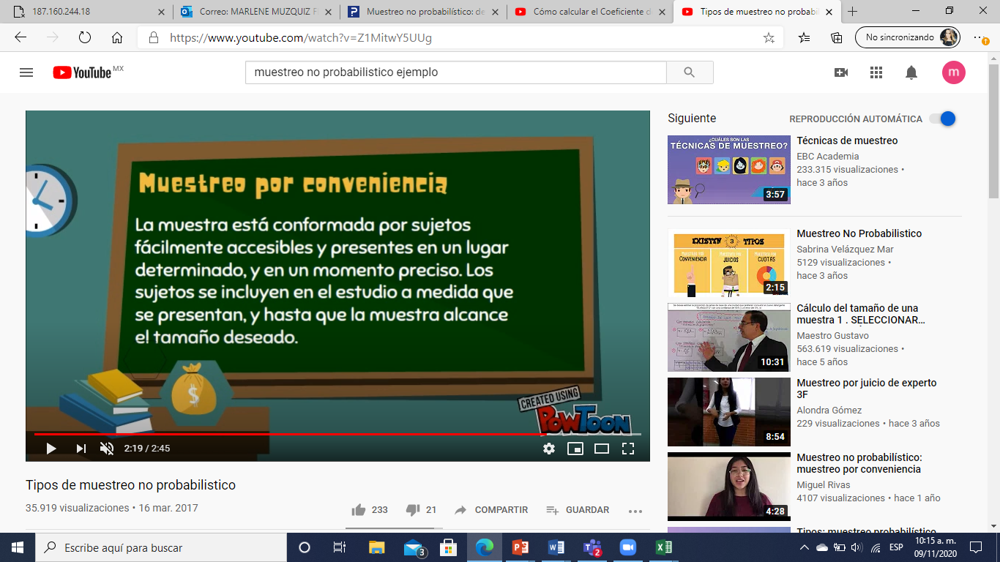 187.160.244.18
Correo: MARLENE MUZQUIZ F
Muestreo no probabilístico: de
Cómo calcular el Coeficiente d
Tipos de muestreo no probabil
https://www.youtube.com/watch?v=Z1MitwY5UUg
No sincronizando
YouTube MX
muestreo no probabilistico ejemplo
m
Muestreo por conveniencia
La muestra está conformada por sujetos
fácilmente accesibles y presentes en un lugar
determinado, y en un momento preciso. Los
sujetos se incluyen en el estudio a medida que
se presentan, y hasta que la muestra alcance
el tamaño deseado.
$
CREATED USING
POWTOON
2:19 / 2:45
Tipos de muestreo no probabilistico
35.919 visualizaciones • 16 mar. 2017
233
21
COMPARTIR
GUARDAR
Siguiente
REPRODUCCIÓN AUTOMÁTICA
¿CUÁLES SON LAS
TÉCNICAS DE MUESTREO?
3:57
Técnicas de muestreo
EBC Academia
233.315 visualizaciones •
hace 3 años
EXISTEN 3 TIPOS
MUESTREO POR
CONVENIENCIA
MUESTREO POR
JUICIOS
MUESTREO POR
CUOTAS
2:15
Muestreo No Probabilistico
Sabrina Velázquez Mar
5129 visualizaciones •
hace 3 años
10:31
Cálculo del tamaño de una
muestra 1 . SELECCIONAR...
Maestro Gustavo
563.619 visualizaciones •
hace 5 años
8:54
Muestreo por juicio de experto
3F
Alondra Gómez
229 visualizaciones • hace 3 años
4:28
Muestreo no probabilístico:
muestreo por conveniencia
Miguel Rivas
4107 visualizaciones • hace 1 año
Tipos: muestreo probabilístico
Escribe aquí para buscar
3
2
ESP
10:15 a. m.
09/11/2020